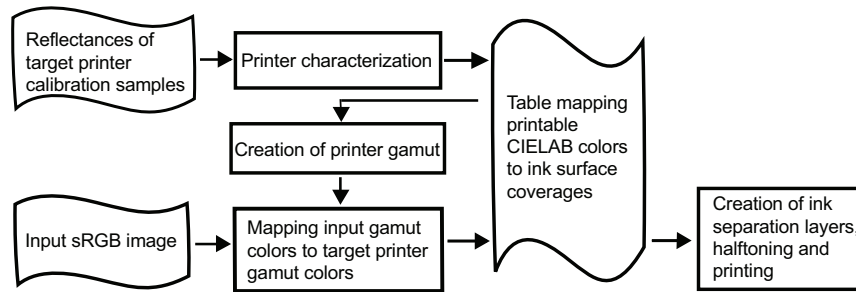 Reflectances of
target printer
calibration samples
Printer characterization
Creation of printer gamut
Table mapping
printable
CIELAB colors
to ink surface
coverages
Input sRGB image
Mapping input gamut
colors to target printer
gamut colors
Creation of ink
separation layers,
halftoning and
printing